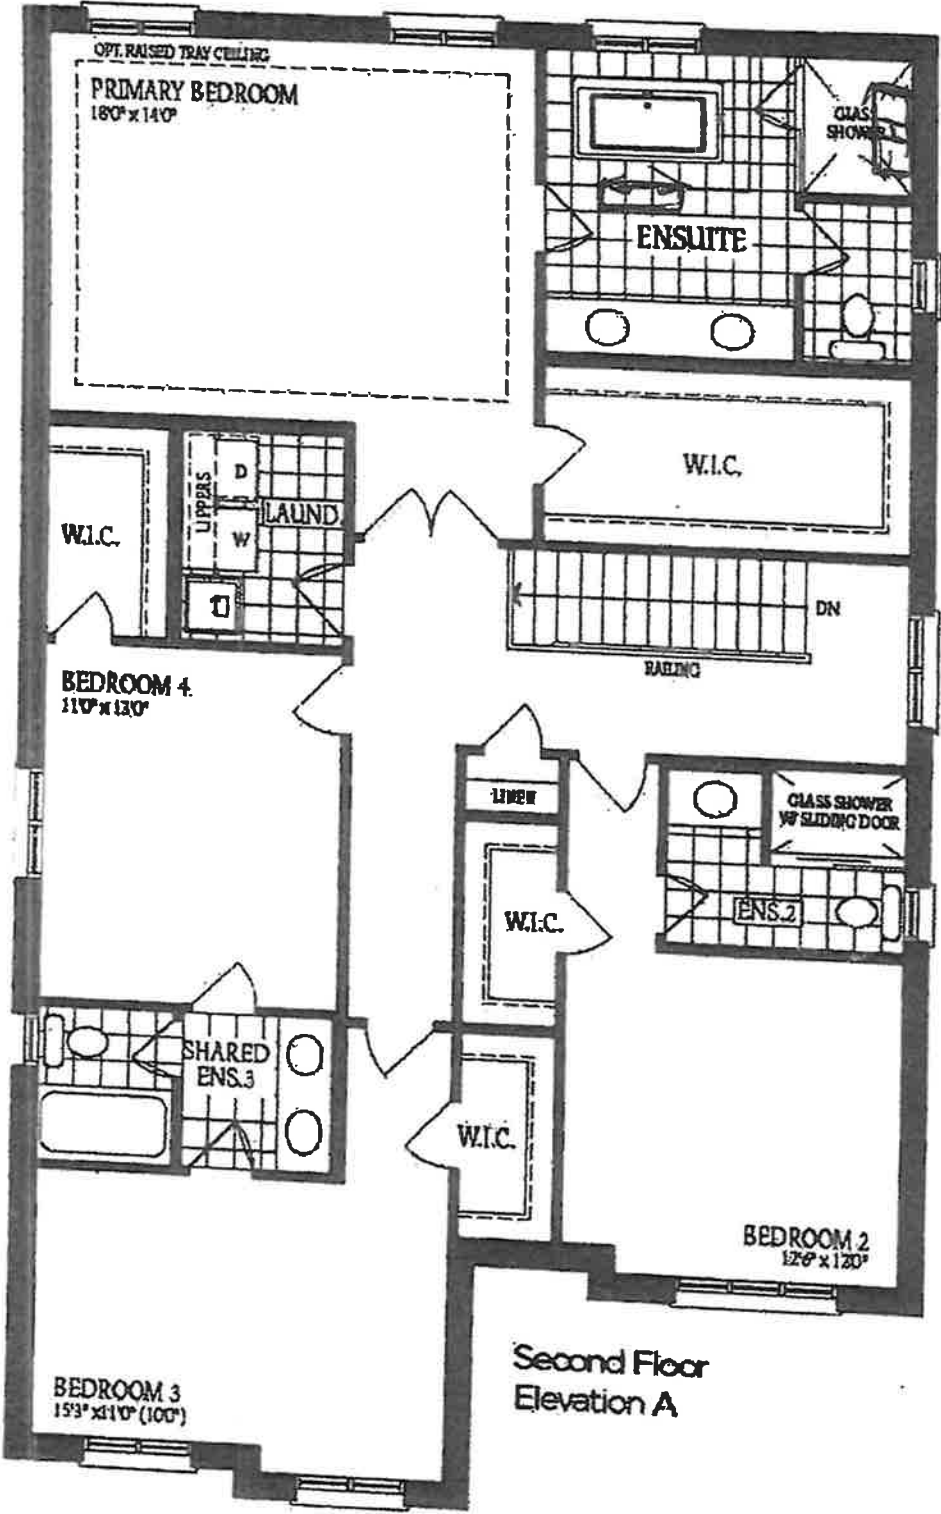 OPT. RAISED TRAY CEILING
PRIMARY BEDROOM
18'0" x 14'0"
GLASS
SHOWER
ENSUITE
W.I.C.
D
UPPERS
LAUND.
W
W.I.C.
DN
RAILING
BEDROOM 4
11'0" x 13'0"
LINEN
GLASS SHOWER
W/ SLIDING DOOR
W.I.C.
ENS.2
SHARED
ENS.3
W.I.C.
BEDROOM 2
12'6" x 12'0"
BEDROOM 3
15'3" x 11'0" (10'0")
Second Floor
Elevation A